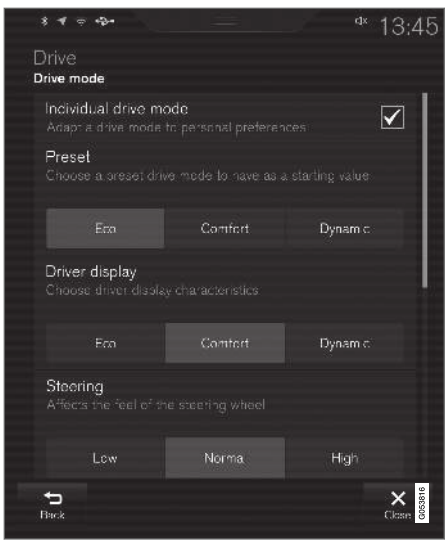 13:45
Drive
Drive mode
Individual drive mode
Adapt a drive mode to personal preferences
Preset
Choose a preset drive mode to have as a starting value
Eco Comfort Dynamic
Driver display
Choose driver display characteristics
Eco Comfort Dynamic
Steering
Affects the feel of the steering wheel
Low Normal High
Back Close
G053816